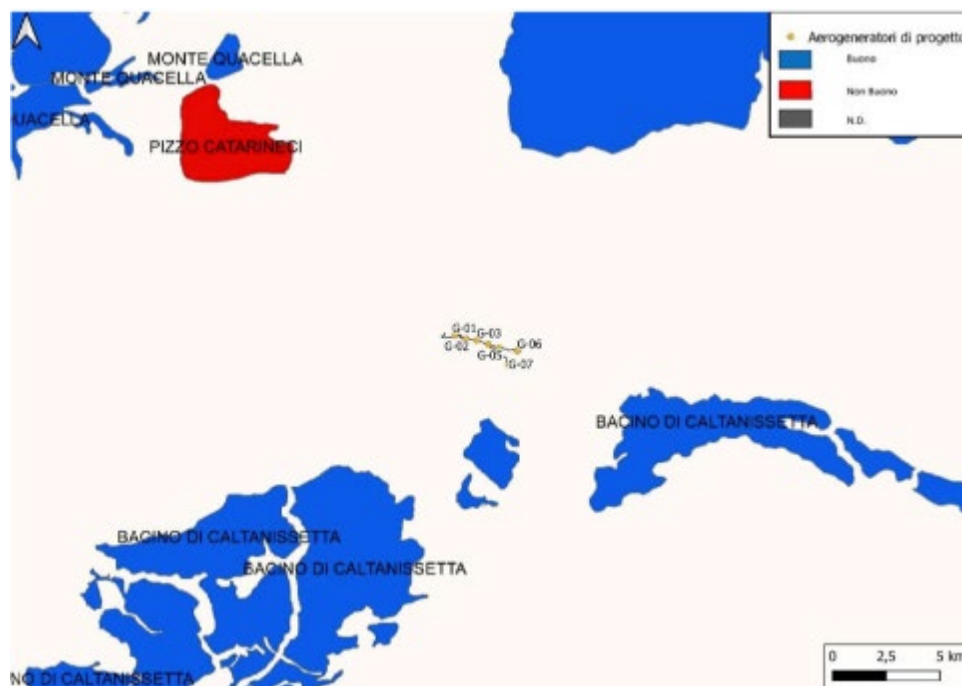 Aerogeneratori di progetto
Buono
Non Buono
N.D.
MONTE QUACELLA
MONTE QUACELLA
QUACELLA
PIZZO CATARINECI
G-01
G-03
G-02
G-06
G-05
G-07
BACINO DI CALTANISSETTA
BACINO DI CALTANISSETTA
BACINO DI CALTANISSETTA
NO DI CALTANISSETTA
0 2,5 5 km